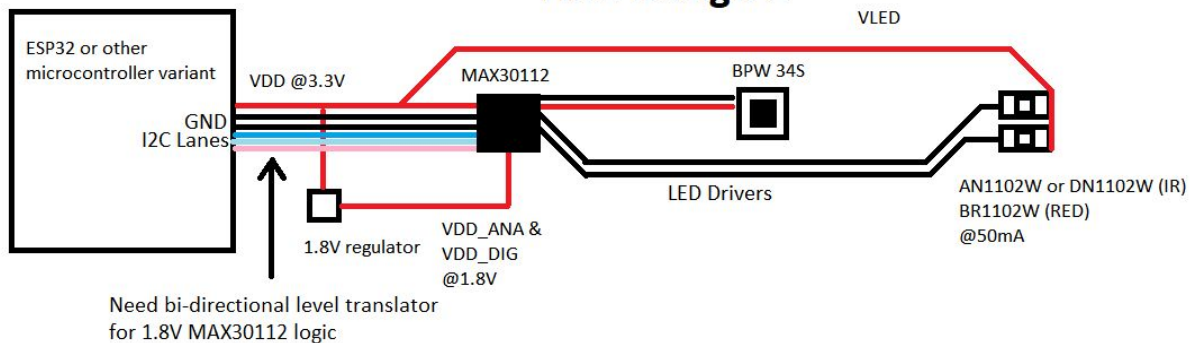 VLED
ESP32 or other
microcontroller variant
VDD @3.3V
MAX30112
BPW 34S
GND
I2C Lanes
LED Drivers
AN1102W or DN1102W (IR)
BR1102W (RED)
@50mA
1.8V regulator
VDD_ANA &
VDD_DIG
@1.8V
Need bi-directional level translator
for 1.8V MAX30112 logic